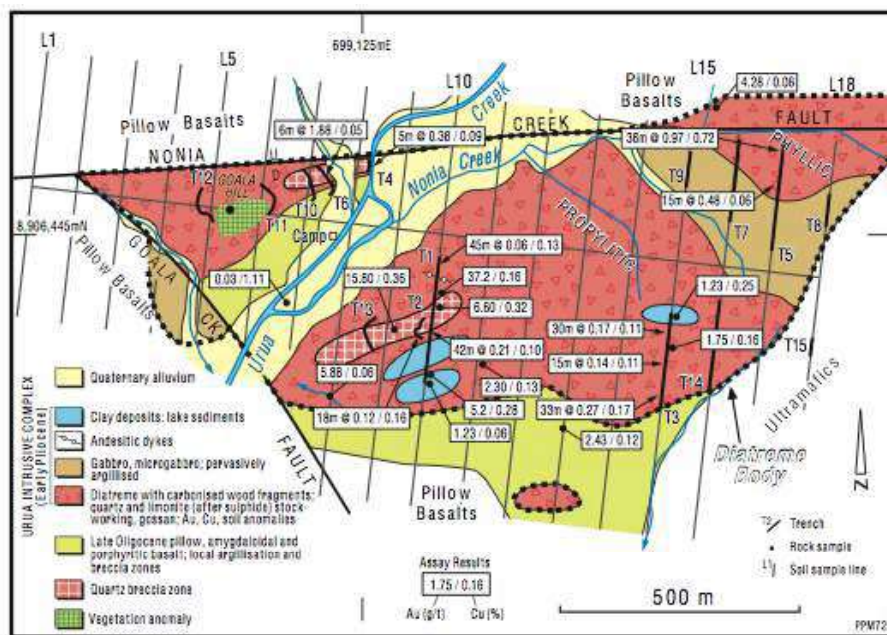 L1
L5
699,125mE
L10
L15
L18
Pillow Basalts
Pillow Basalts
4.28 / 0.06
6m @ 1.88 / 0.05
5m @ 0.38 / 0.09
Creek
NONIA
CREEK
FAULT
36m @ 0.97 / 0.72
PHYLLIC
U
D
T12
GOALA HILL
T10
T11
T6
T4
Nonia Creek
T9
15m @ 0.48 / 0.06
8,906,445mN
Camp
PROPYLITIC
T7
T5
T8
GOALA
CK
Pillow Basalts
T1
45m @ 0.06 / 0.13
0.03 / 1.11
15.80 / 0.36
37.2 / 0.16
1.23 / 0.25
T13
T2
6.60 / 0.32
30m @ 0.17 / 0.11
1.75 / 0.16
T15
Urua
42m @ 0.21 / 0.10
15m @ 0.14 / 0.11
T14
5.88 / 0.06
2.30 / 0.13
18m @ 0.12 / 0.16
5.2 / 0.28
33m @ 0.27 / 0.17
T3
Ultramafics
1.23 / 0.06
2.43 / 0.12
FAULT
Diatreme Body
Pillow Basalts
N
URUA INTRUSIVE COMPLEX
(Early Pliocene)
Quaternary alluvium
Clay deposits; lake sediments
Andesitic dykes
Gabbro, microgabbro; pervasively
argillised
Diatreme with carbonised wood fragments;
quartz and limonite (after sulphide) stock-
working, gossan; Au, Cu, soil anomalies
Late Oligocene pillow, amygdaloidal and
porphyritic basalt; local argillisation and
breccia zones
Quartz breccia zone
Vegetation anomaly
Assay Results
1.75 / 0.16
Au (g/t)
Cu (%)
T3
Trench
Rock sample
L1
Soil sample line
500 m
PPM72